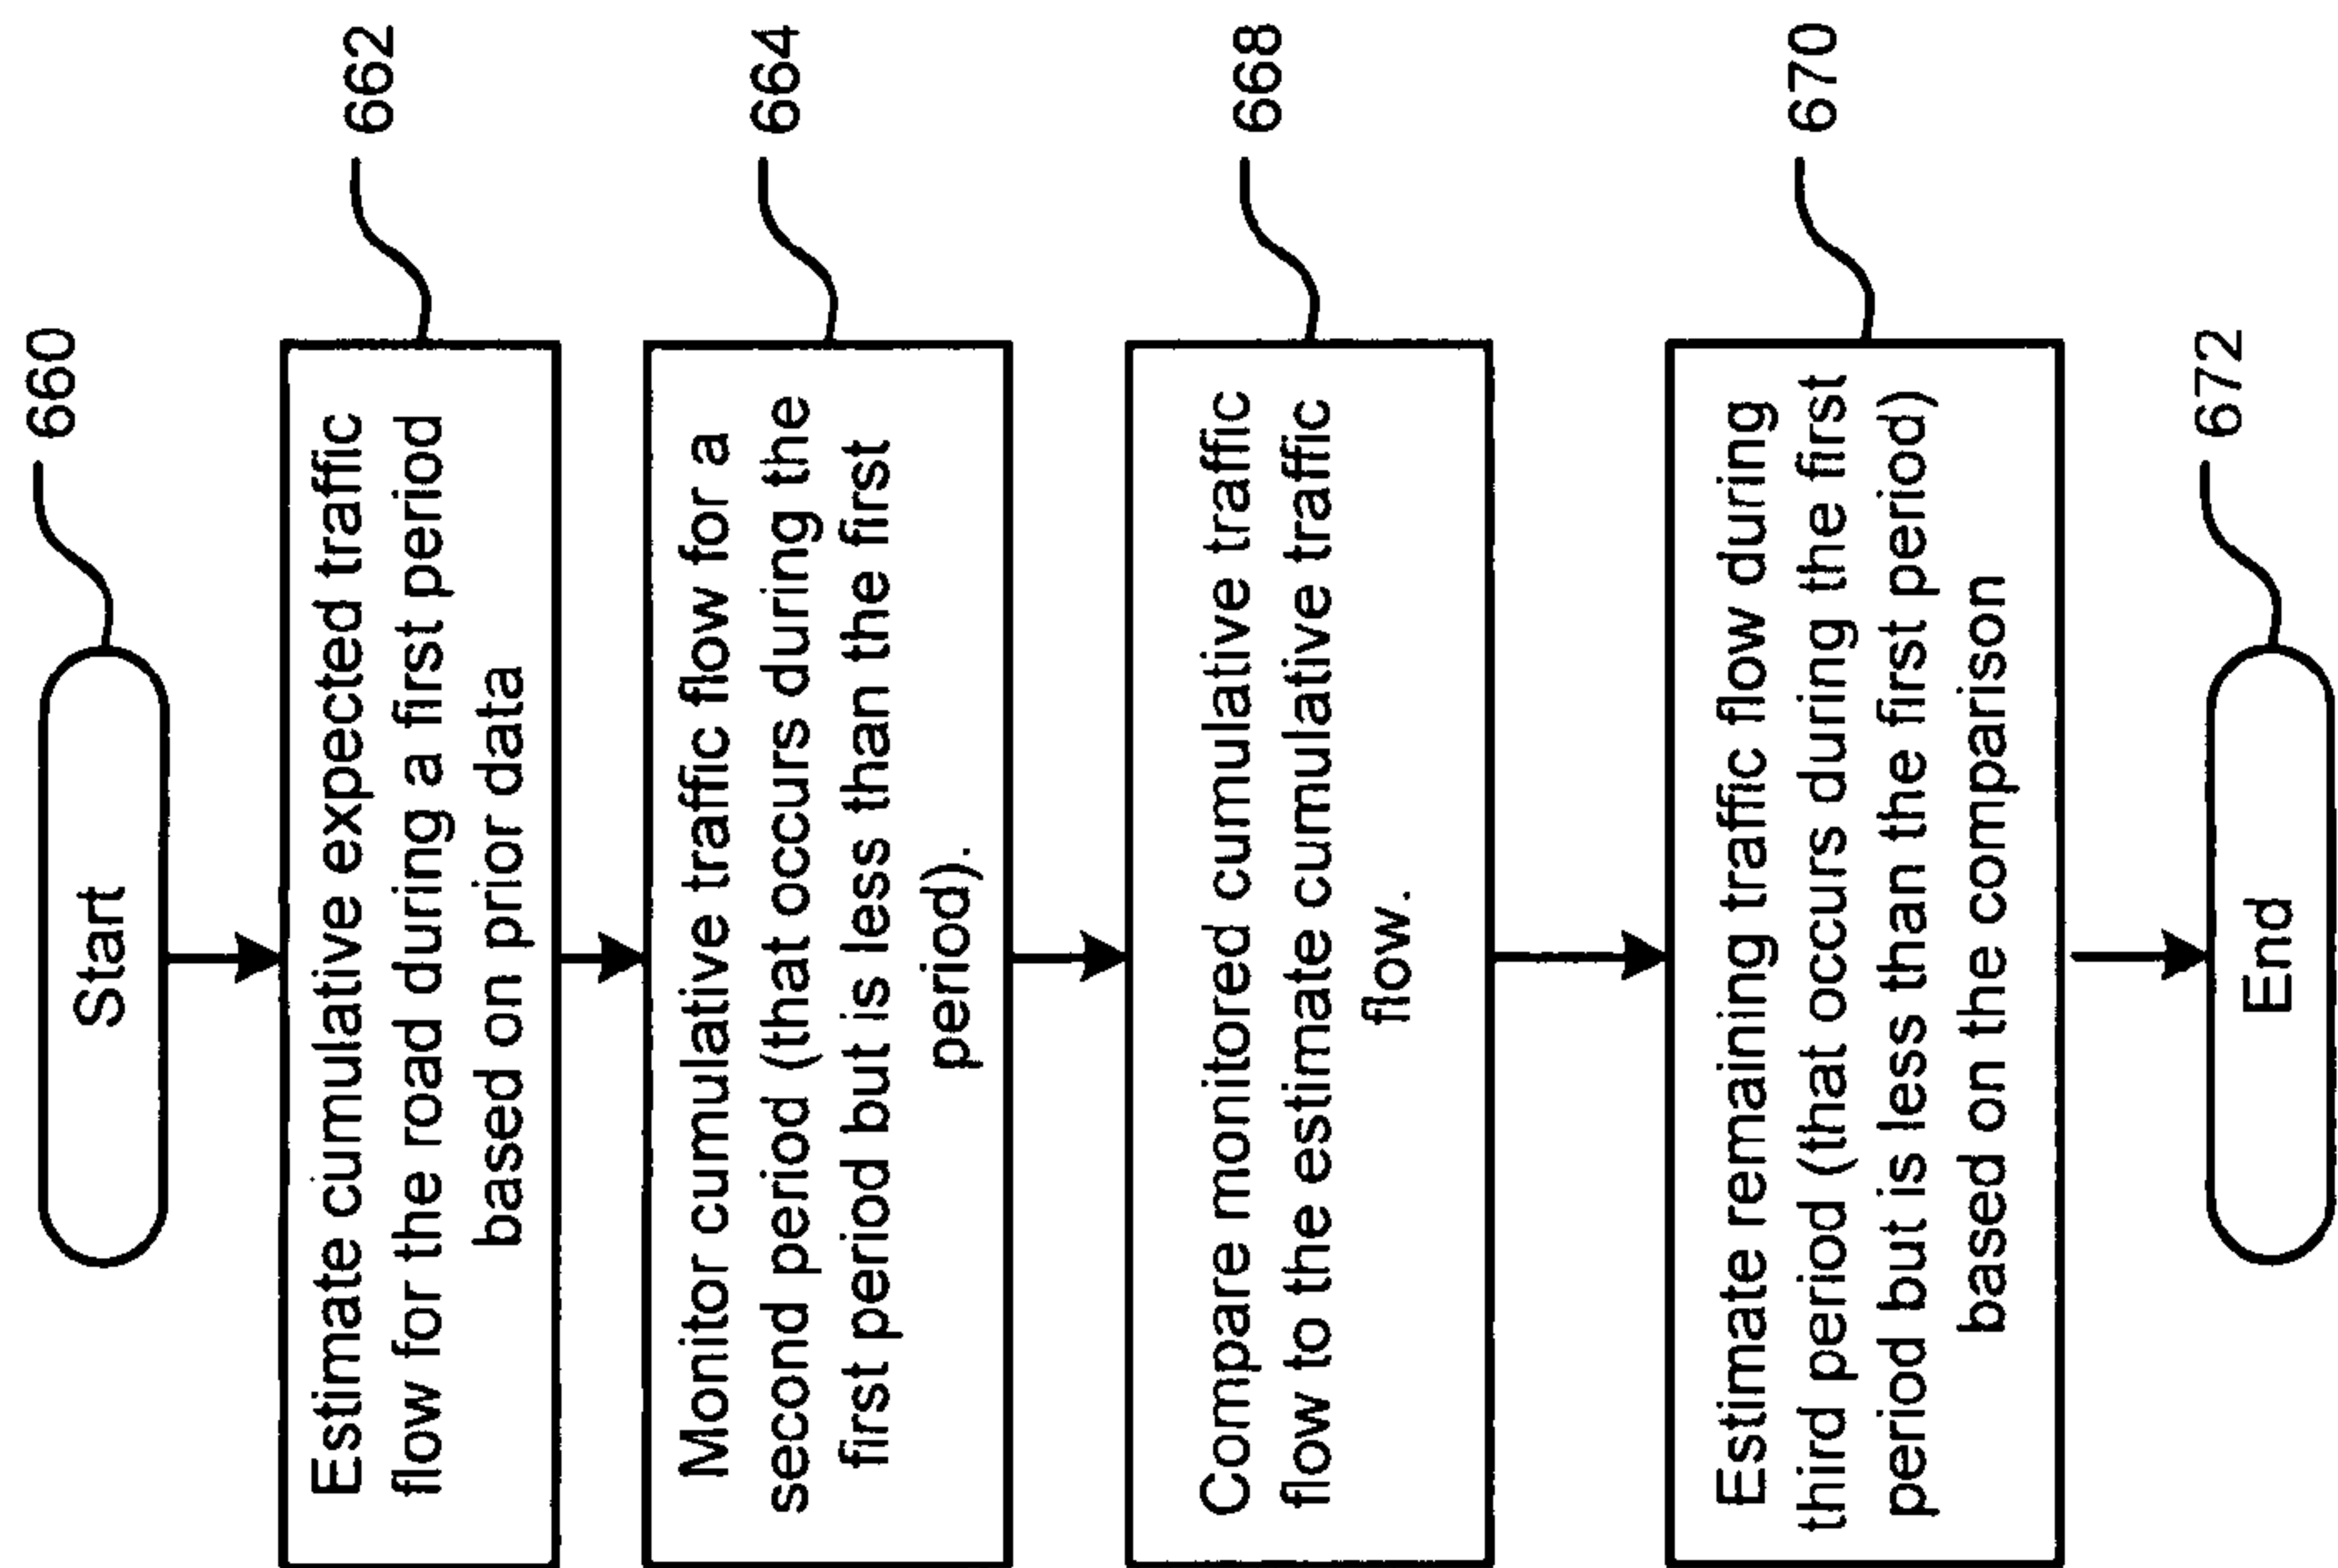 660
Start
662
Estimate cumulative expected traffic
flow for the road during a first period
based on prior data
664
Monitor cumulative traffic flow for a
second period (that occurs during the
first period but is less than the first
period).
668
Compare monitored cumulative traffic
flow to the estimate cumulative traffic
flow.
670
Estimate remaining traffic flow during
third period (that occurs during the first
period but is less than the first period)
based on the comparison
672
End